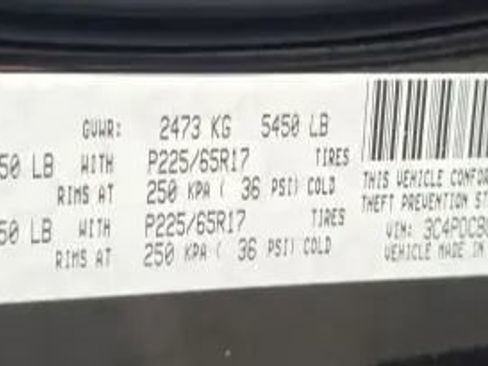 GVWR: 2473 KG 5450 LB
50 LB WITH P225/65R17 TIRES
RIMS AT 250 KPA ( 36 PSI) COLD
50 LB WITH P225/65R17 TIRES
RIMS AT 250 KPA ( 36 PSI) COLD
THIS VEHICLE CONFOR
THEFT PREVENTION ST
VIN: 3C4PDCB
VEHICLE MADE IN